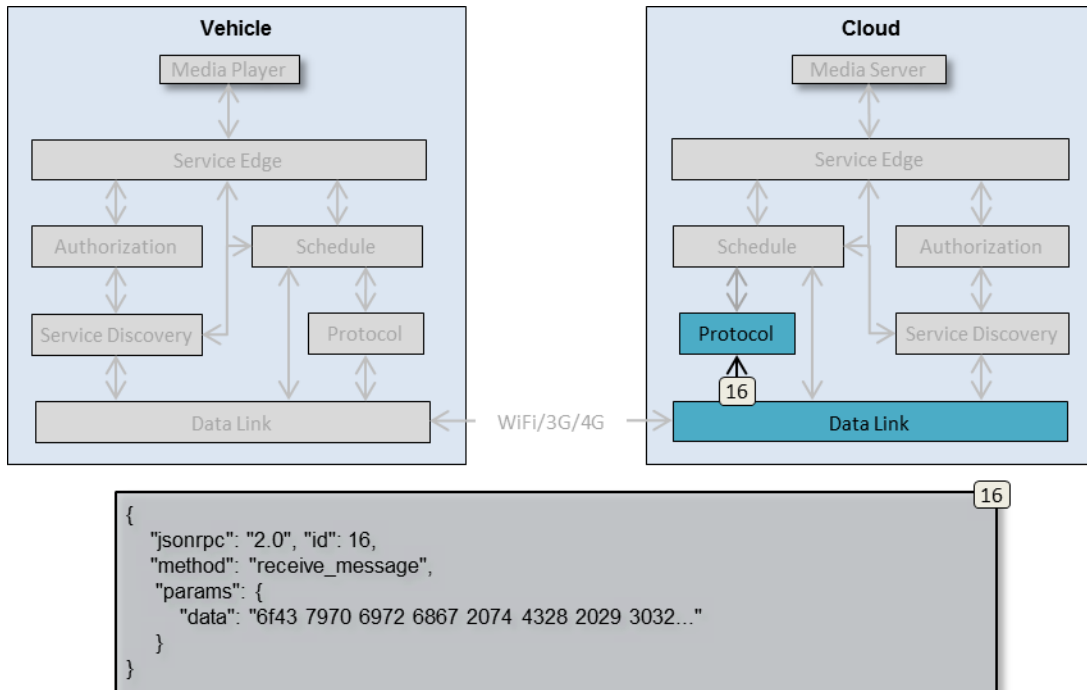 Vehicle
Media Player
Service Edge
Authorization
Schedule
Service Discovery
Protocol
Data Link
WiFi/3G/4G
Cloud
Media Server
Service Edge
Schedule
Authorization
Protocol
Service Discovery
16
Data Link
16
{
"jsonrpc": "2.0", "id": 16,
"method": "receive_message",
"params": {
"data": "6f43 7970 6972 6867 2074 4328 2029 3032..."
}
}